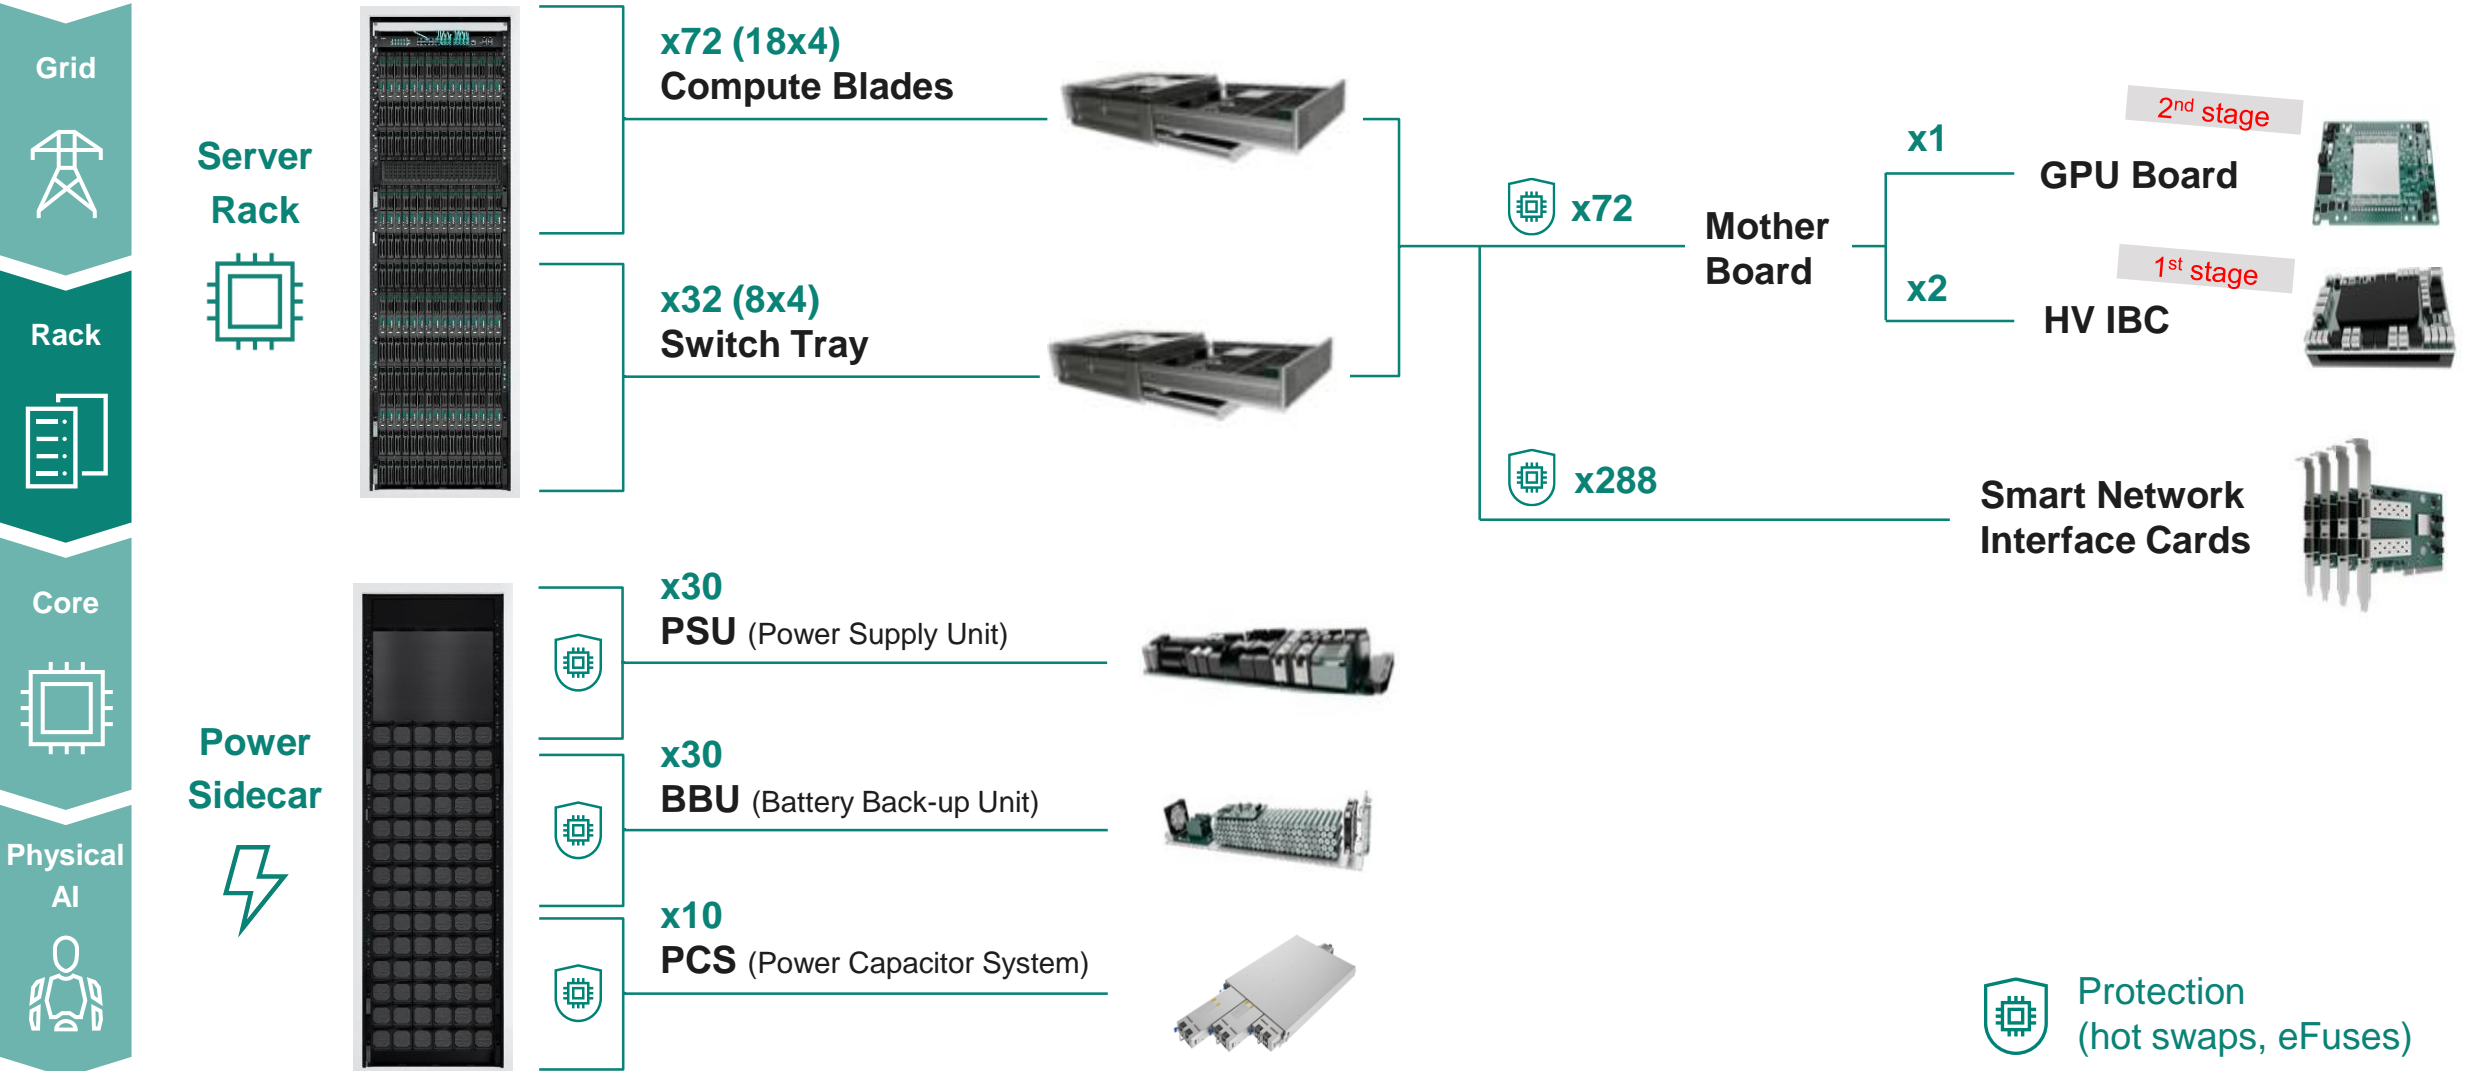 Grid
Rack
Core
Physical
AI
Server
Rack
x72 (18x4)
Compute Blades
x32 (8x4)
Switch Tray
x72
Mother
Board
x1
2nd stage
GPU Board
x2
1st stage
HV IBC
x288
Smart Network
Interface Cards
Power
Sidecar
x30
PSU (Power Supply Unit)
x30
BBU (Battery Back-up Unit)
x10
PCS (Power Capacitor System)
Protection
(hot swaps, eFuses)